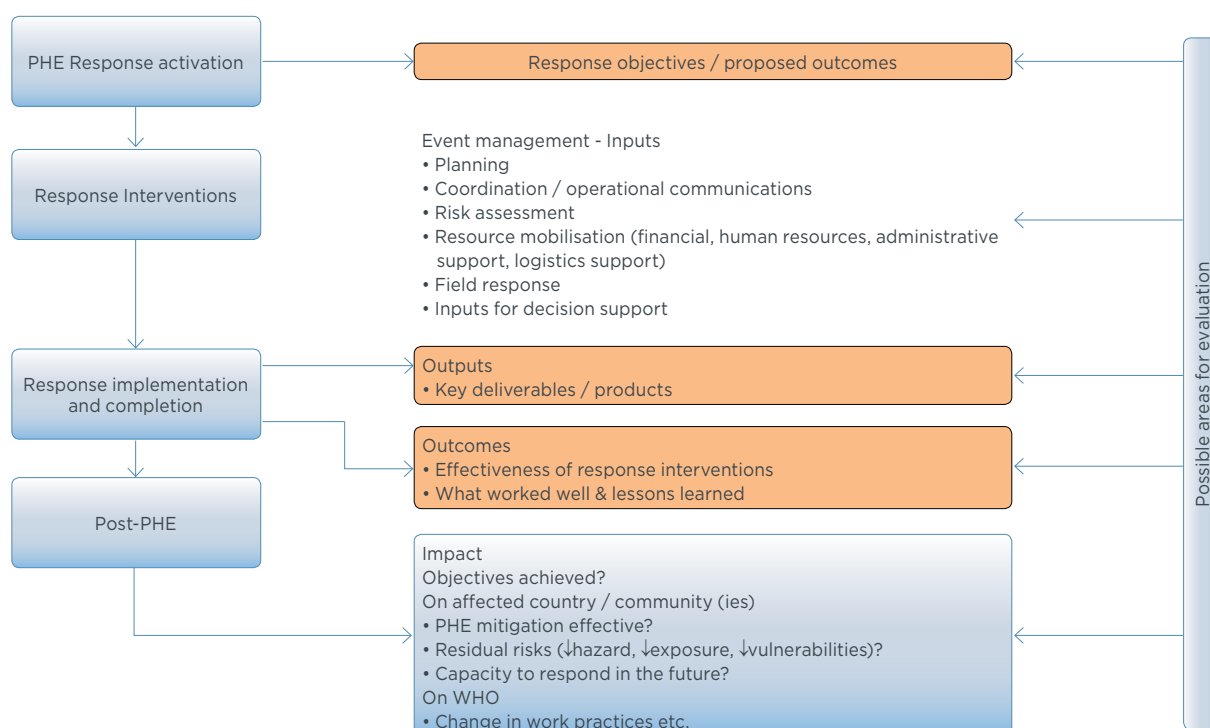 PHE Response activation
Response objectives / proposed outcomes
Response Interventions
Event management - Inputs
• Planning
• Coordination / operational communications
• Risk assessment
• Resource mobilisation (financial, human resources, administrative
support, logistics support)
• Field response
• Inputs for decision support
Response implementation
and completion
Outputs
• Key deliverables / products
Outcomes
• Effectiveness of response interventions
• What worked well & lessons learned
Post-PHE
Impact
Objectives achieved?
On affected country / community (ies)
• PHE mitigation effective?
• Residual risks (↓hazard, ↓exposure, ↓vulnerabilities)?
• Capacity to respond in the future?
On WHO
• Change in work practices etc.
Possible areas for evaluation